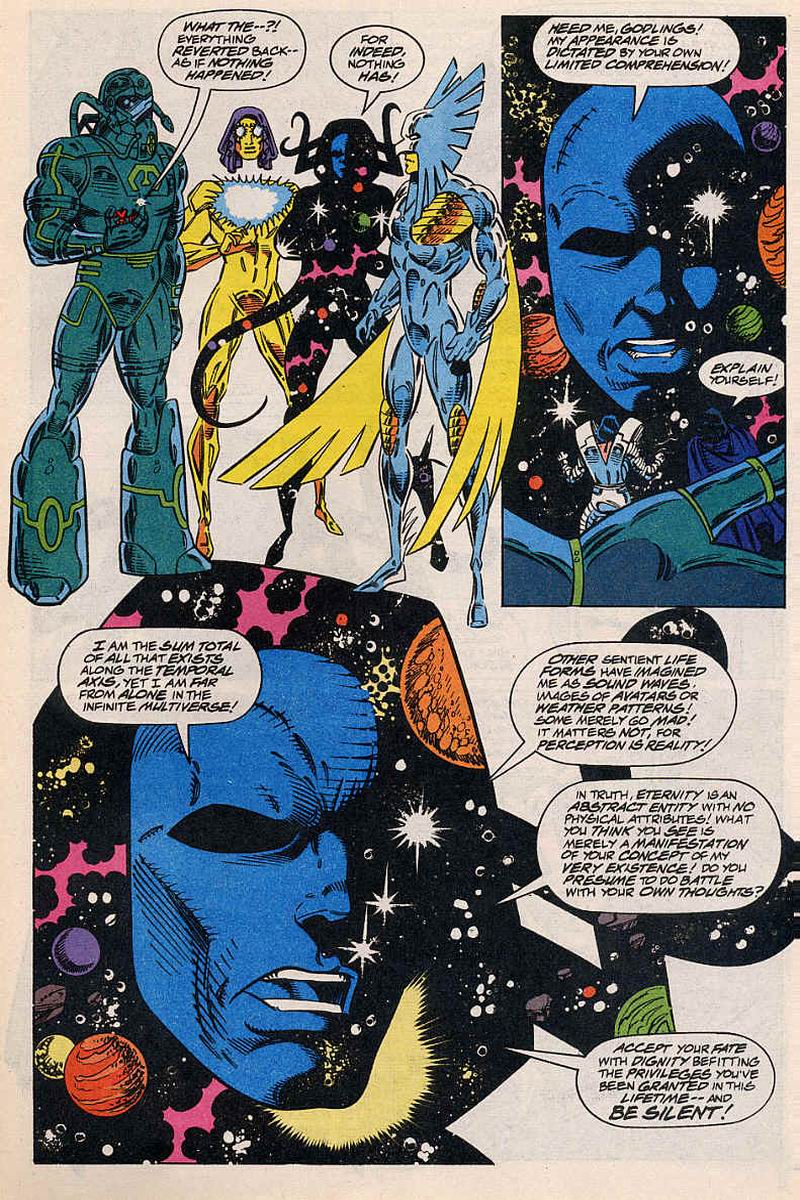 WHAT THE--?!
EVERYTHING
REVERTED BACK--
AS IF NOTHING
HAPPENED!
FOR
INDEED,
NOTHING
HAS!
HEED ME, GODLINGS!
MY APPEARANCE IS
DICTATED BY YOUR OWN
LIMITED COMPREHENSION!
EXPLAIN
YOURSELF!
I AM THE SUM TOTAL
OF ALL THAT EXISTS
ALONG THE TEMPORAL
AXIS, YET I AM FAR
FROM ALONE IN THE
INFINITE MULTIVERSE!
OTHER SENTIENT LIFE
FORMS HAVE IMAGINED
ME AS SOUND WAVES,
IMAGES OF AVATARS OR
WEATHER PATTERNS!
SOME MERELY GO MAD!
IT MATTERS NOT, FOR
PERCEPTION IS REALITY!
IN TRUTH, ETERNITY IS AN
ABSTRACT ENTITY WITH NO
PHYSICAL ATTRIBUTES! WHAT
YOU THINK YOU SEE IS
MERELY A MANIFESTATION
OF YOUR CONCEPT OF MY
VERY EXISTENCE! DO YOU
PRESUME TO DO BATTLE
WITH YOUR OWN THOUGHTS?
ACCEPT YOUR FATE
WITH DIGNITY BEFITTING
THE PRIVILEGES YOU'VE
BEEN GRANTED IN THIS
LIFETIME-- AND
BE SILENT!